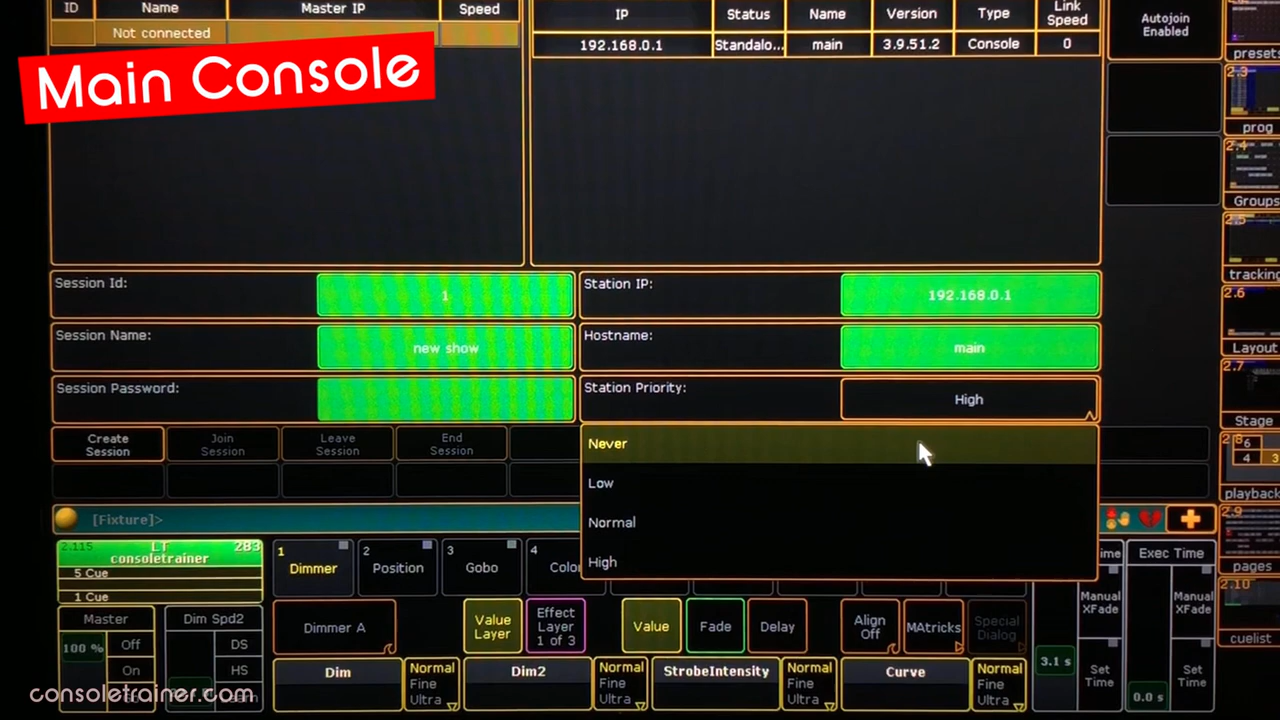 ID Name Master IP Speed
Not connected
IP Status Name Version Type Link Speed
192.168.0.1 Standalo... main 3.9.51.2 Console 0
Autojoin
Enabled
Main Console
presets
2.3
prog
2.4
Groups
2.5
tracking
2.6
Layout
2.7
Stage
6
4 3
playback
2.9
pages
2.10
cuelist
Session Id: 1
Station IP: 192.168.0.1
Session Name: new show
Hostname: main
Session Password:
Station Priority: High
Never
Low
Normal
High
Create
Session
Join
Session
Leave
Session
End
Session
[Fixture]>
2.115 LT 283
consoletrainer
5 Cue
1 Cue
1
Dimmer
2
Position
3
Gobo
4
Exec Time
Master
Dim Spd2
100 %
Off
On
DS
HS
Dimmer A
Value
Layer
Effect
Layer
1 of 3
Value
Fade
Delay
Align
Off
MAtricks
Special
Dialog
Manual
XFade
Manual
XFade
3.1 s
Set
Time
0.0 s
Set
Time
Dim
Normal
Fine
Ultra
Dim2
Normal
Fine
Ultra
StrobeIntensity
Normal
Fine
Ultra
Curve
Normal
Fine
Ultra
consoletrainer.com